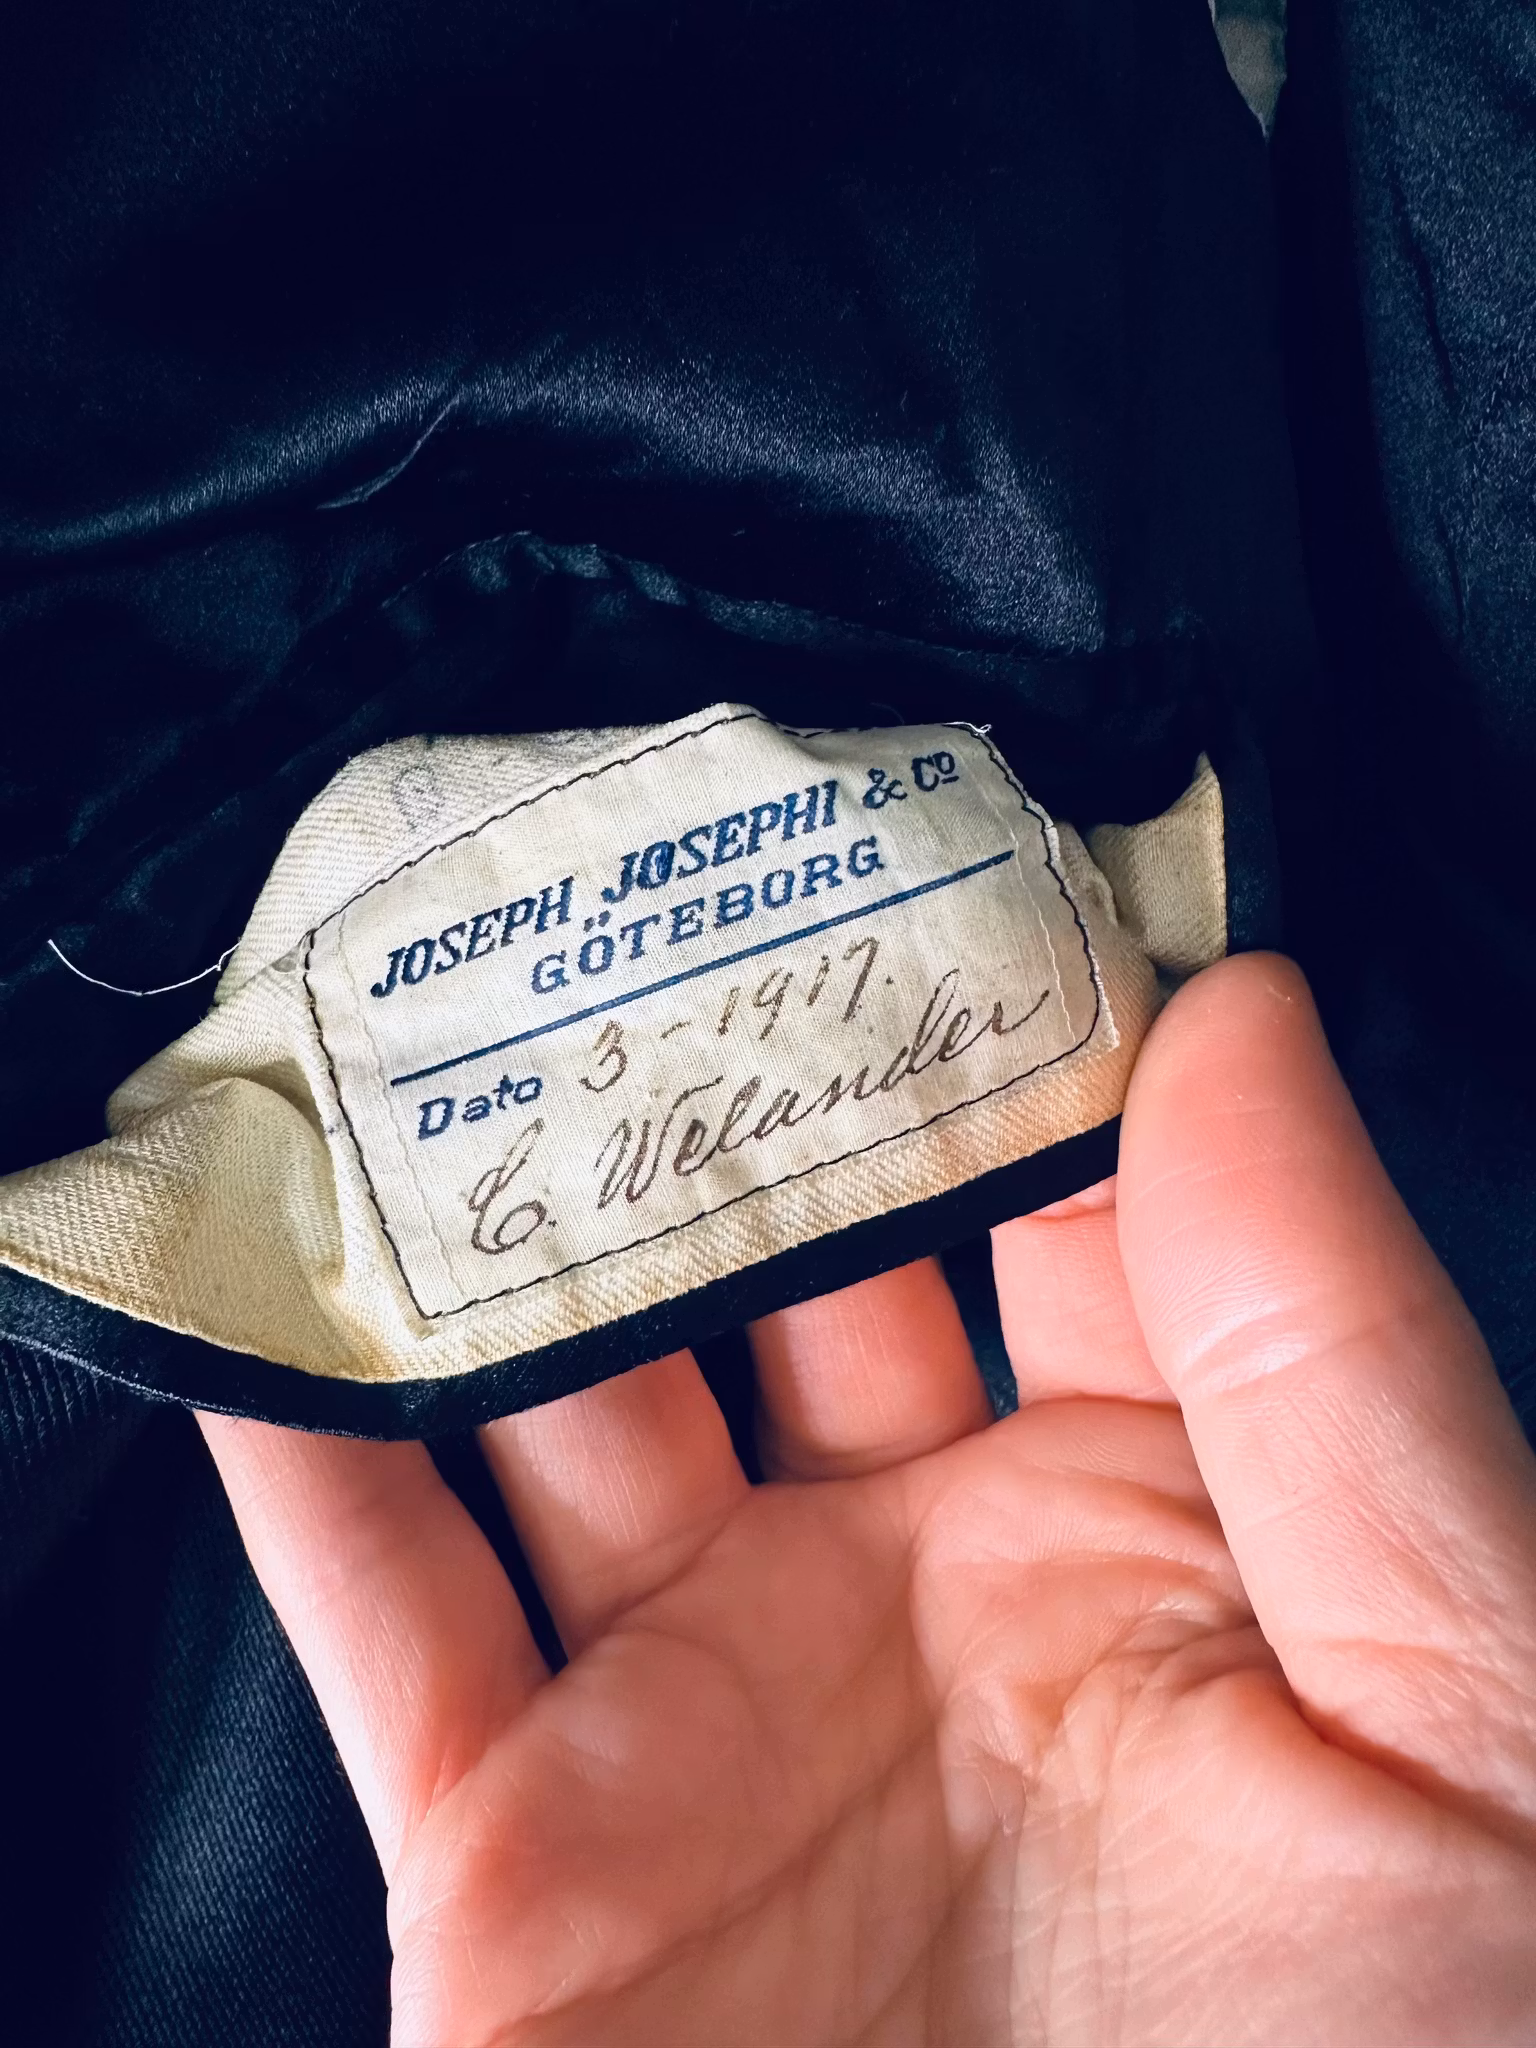 JOSEPH JOSEPHI & Cº
GÖTEBORG
Dato 3-1917.
E. Welander